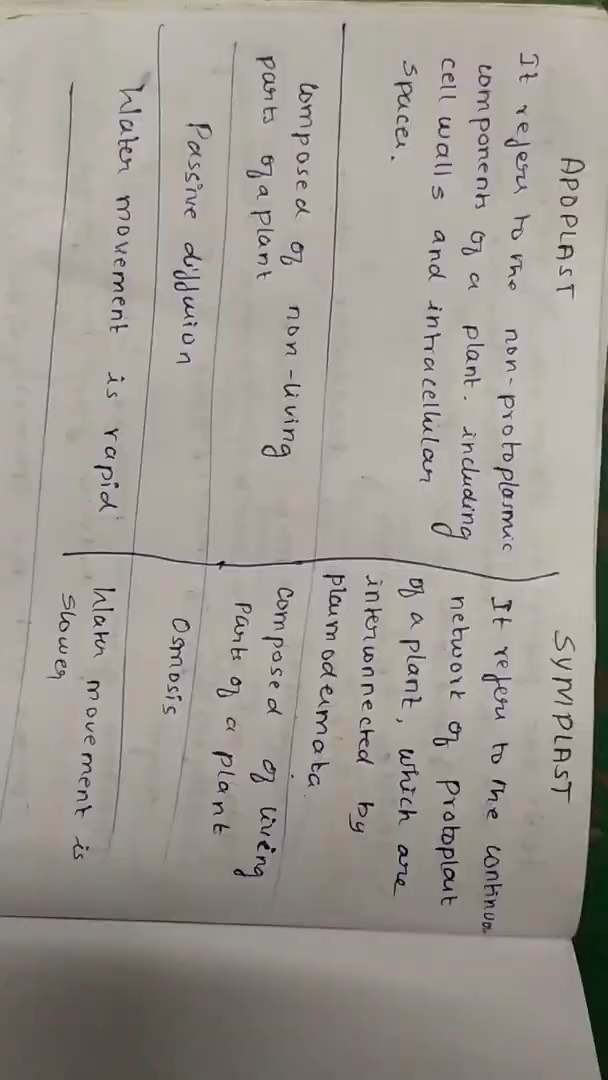 APOPLAST
It refers to the non-protoplasmic
components of a plant. including
cell walls and intracellular
spaces.
composed of non-living
parts of a plant
Passive diffusion
Water movement is rapid
SYMPLAST
It refers to the continuo
network of protoplast
of a plant, which are
interconnected by
plasmodesmata.
composed of living
parts of a plant
Osmosis
Water movement is
slower